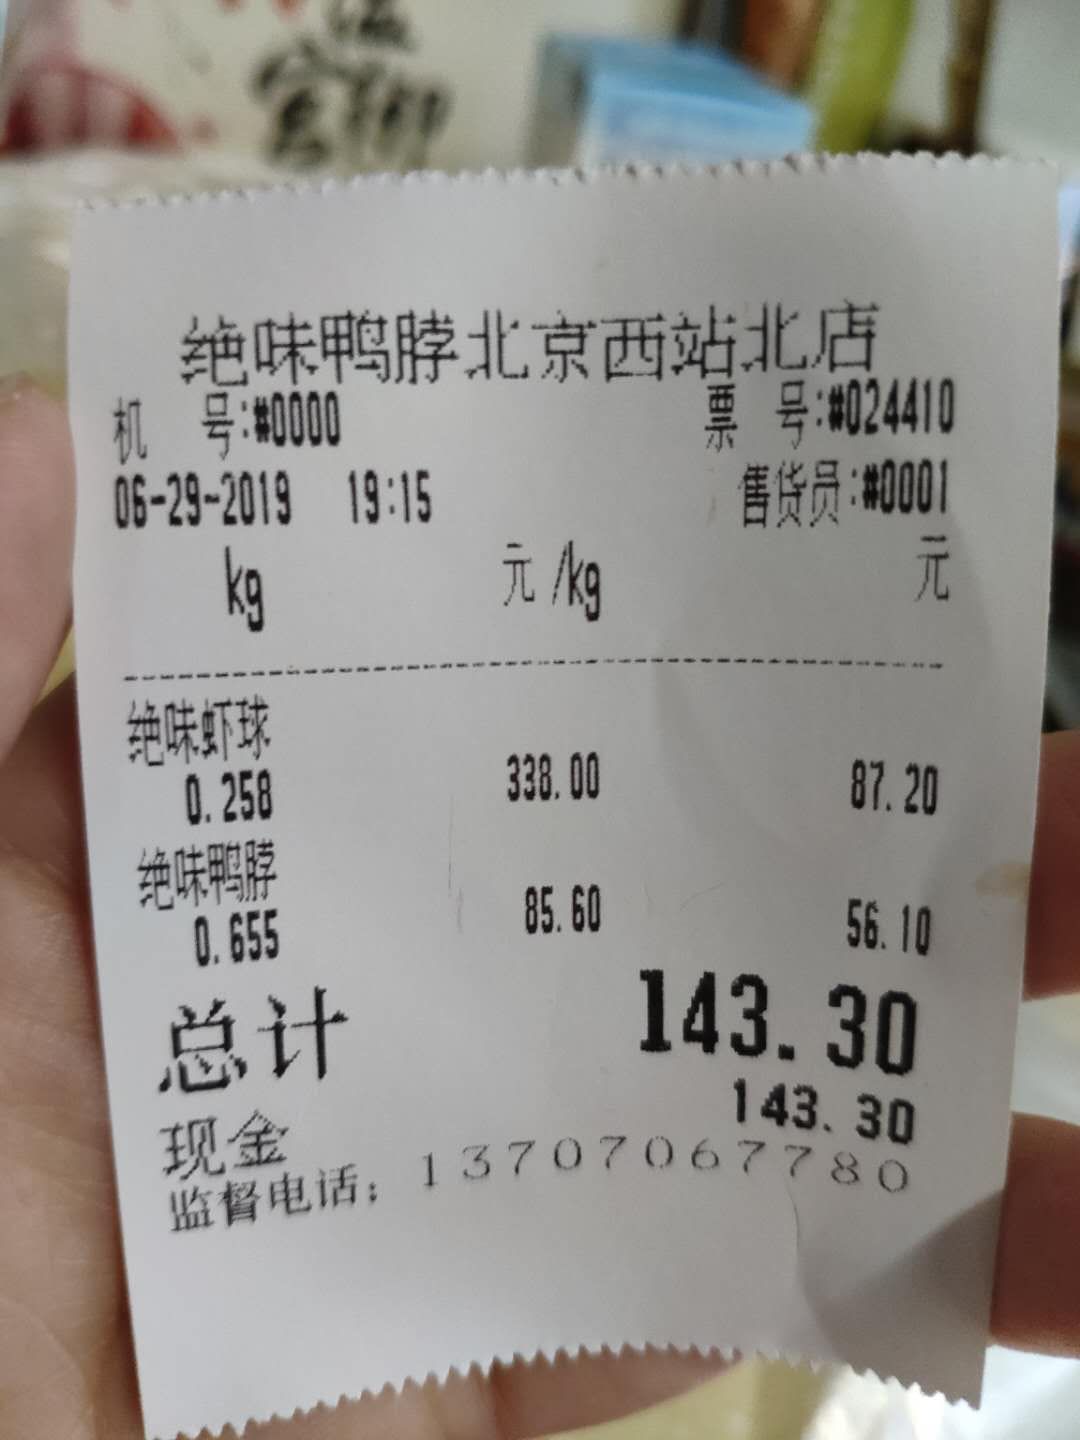 绝味鸭脖北京西站北店
机 号:#0000 票 号:#024410
06-29-2019 19:15 售货员:#0001
kg 元/kg 元
绝味虾球
0.258 338.00 87.20
绝味鸭脖
0.655 85.60 56.10
总计 143.30
现金 143.30
监督电话: 13707067780